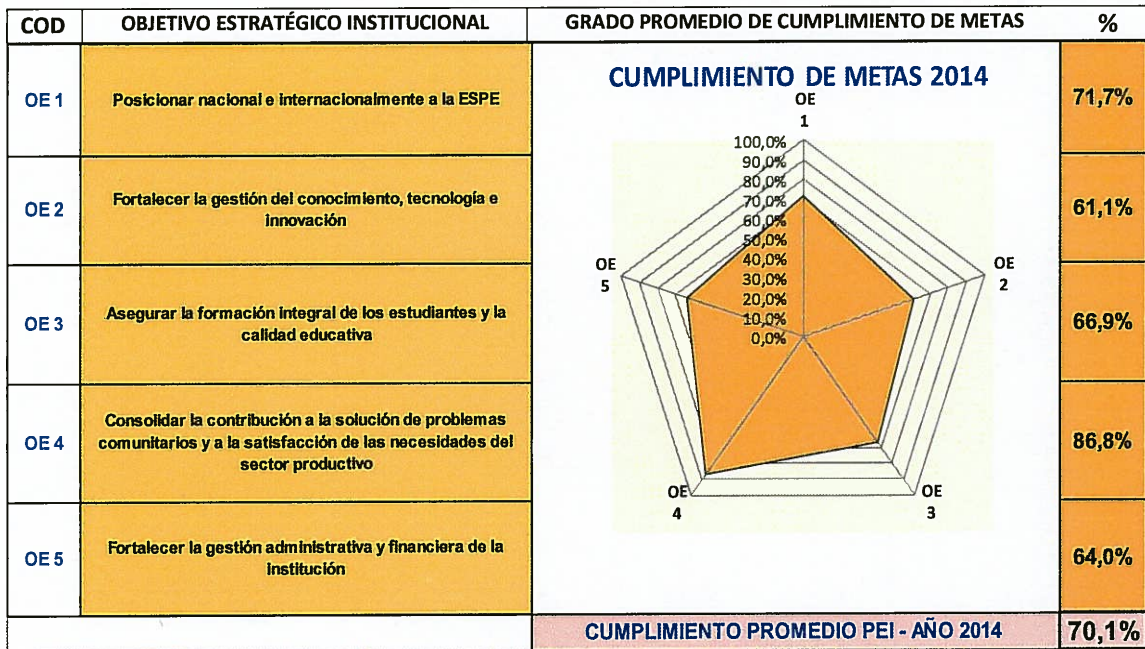 COD OBJETIVO ESTRATÉGICO INSTITUCIONAL GRADO PROMEDIO DE CUMPLIMIENTO DE METAS %
OE 1 Posicionar nacional e internacionalmente a la ESPE 71,7%
OE 2 Fortalecer la gestión del conocimiento, tecnología e
innovación 61,1%
OE 3 Asegurar la formación integral de los estudiantes y la
calidad educativa 66,9%
OE 4 Consolidar la contribución a la solución de problemas
comunitarios y a la satisfacción de las necesidades del
sector productivo 86,8%
OE 5 Fortalecer la gestión administrativa y financiera de la
institución 64,0%
CUMPLIMIENTO DE METAS 2014
OE
1
100,0%
90,0%
80,0%
70,0%
60,0%
50,0%
40,0%
30,0%
20,0%
10,0%
0,0%
OE
2
OE
3
OE
4
OE
5
CUMPLIMIENTO PROMEDIO PEI - AÑO 2014 70,1%